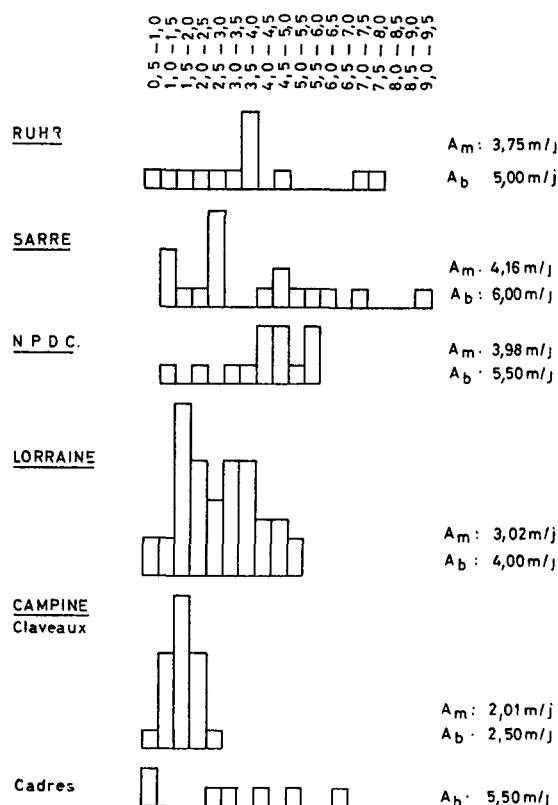 0,5 – 1,0
1,0 – 1,5
1,5 – 2,0
2,0 – 2,5
2,5 – 3,0
3,0 – 3,5
3,5 – 4,0
4,0 – 4,5
4,5 – 5,0
5,0 – 5,5
5,5 – 6,0
6,0 – 6,5
6,5 – 7,0
7,0 – 7,5
7,5 – 8,0
8,0 – 8,5
8,5 – 9,0
9,0 – 9,5
RUHR
Am: 3,75 m/j
Ab 5,00 m/j
SARRE
Am. 4,16 m/j
Ab: 6,00 m/j
N P D C.
Am. 3,98 m/j
Ab · 5,50 m/j
LORRAINE
Am: 3,02 m/j
Ab: 4,00 m/j
CAMPINE
Claveaux
Am: 2,01 m/j
Ab · 2,50 m/j
Cadres
Ab· 5,50 m/j